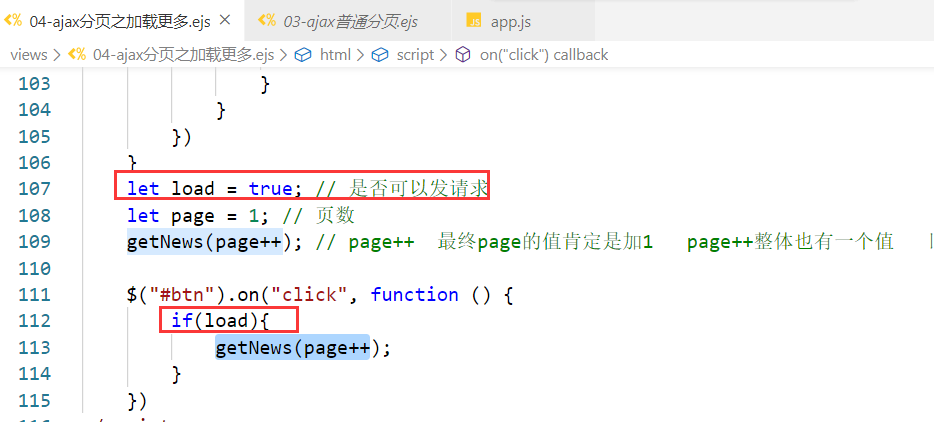 04-ajax分页之加载更多.ejs × 03-ajax普通分页.ejs JS app.js
views > 04-ajax分页之加载更多.ejs > html > script > on("click") callback
103 }
104 }
105 })
106 }
107 let load = true; // 是否可以发请求
108 let page = 1; // 页数
109 getNews(page++); // page++ 最终page的值肯定是加1 page++整体也有一个值
110
111 $("#btn").on("click", function () {
112 if(load){
113 getNews(page++);
114 }
115 })